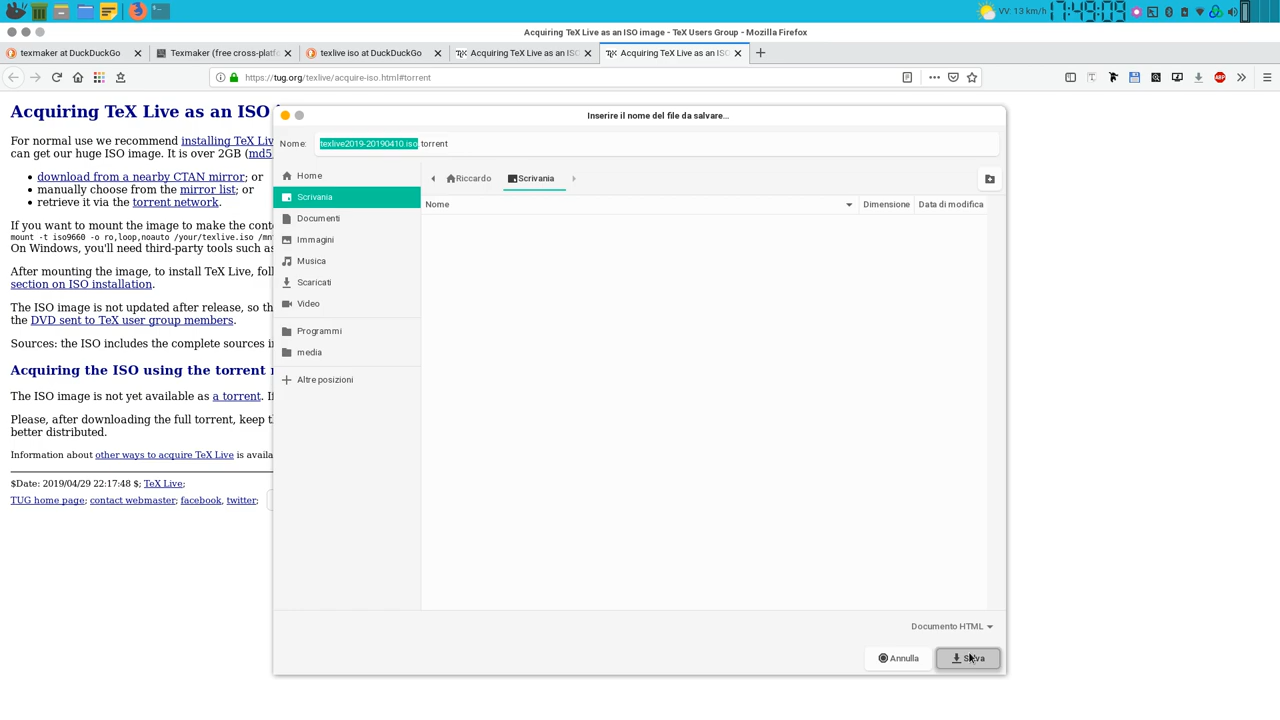 VV: 13 km/h 17:49:09
Acquiring TeX Live as an ISO image - TeX Users Group - Mozilla Firefox
texmaker at DuckDuckGo
Texmaker (free cross-platf
texlive iso at DuckDuckGo
Acquiring TeX Live as an ISO
Acquiring TeX Live as an ISO
https://tug.org/texlive/acquire-iso.html#torrent
ABP
Acquiring TeX Live as an ISO
For normal use we recommend installing TeX Liv
can get our huge ISO image. It is over 2GB (md5
• download from a nearby CTAN mirror; or
• manually choose from the mirror list; or
• retrieve it via the torrent network.
If you want to mount the image to make the conte
mount -t iso9660 -o ro,loop,noauto /your/texlive.iso /mn
On Windows, you'll need third-party tools such as
After mounting the image, to install TeX Live, foll
section on ISO installation.
The ISO image is not updated after release, so th
the DVD sent to TeX user group members.
Sources: the ISO includes the complete sources i
Acquiring the ISO using the torrent
The ISO image is not yet available as a torrent. If
Please, after downloading the full torrent, keep t
better distributed.
Information about other ways to acquire TeX Live is availa
$Date: 2019/04/29 22:17:48 $; TeX Live;
TUG home page; contact webmaster; facebook, twitter;
Inserire il nome del file da salvare...
Nome: texlive2019-20190410.iso.torrent
Home
Scrivania
Documenti
Immagini
Musica
Scaricati
Video
Programmi
media
Altre posizioni
Riccardo
Scrivania
Nome
Dimensione
Data di modifica
Documento HTML
Annulla
Salva